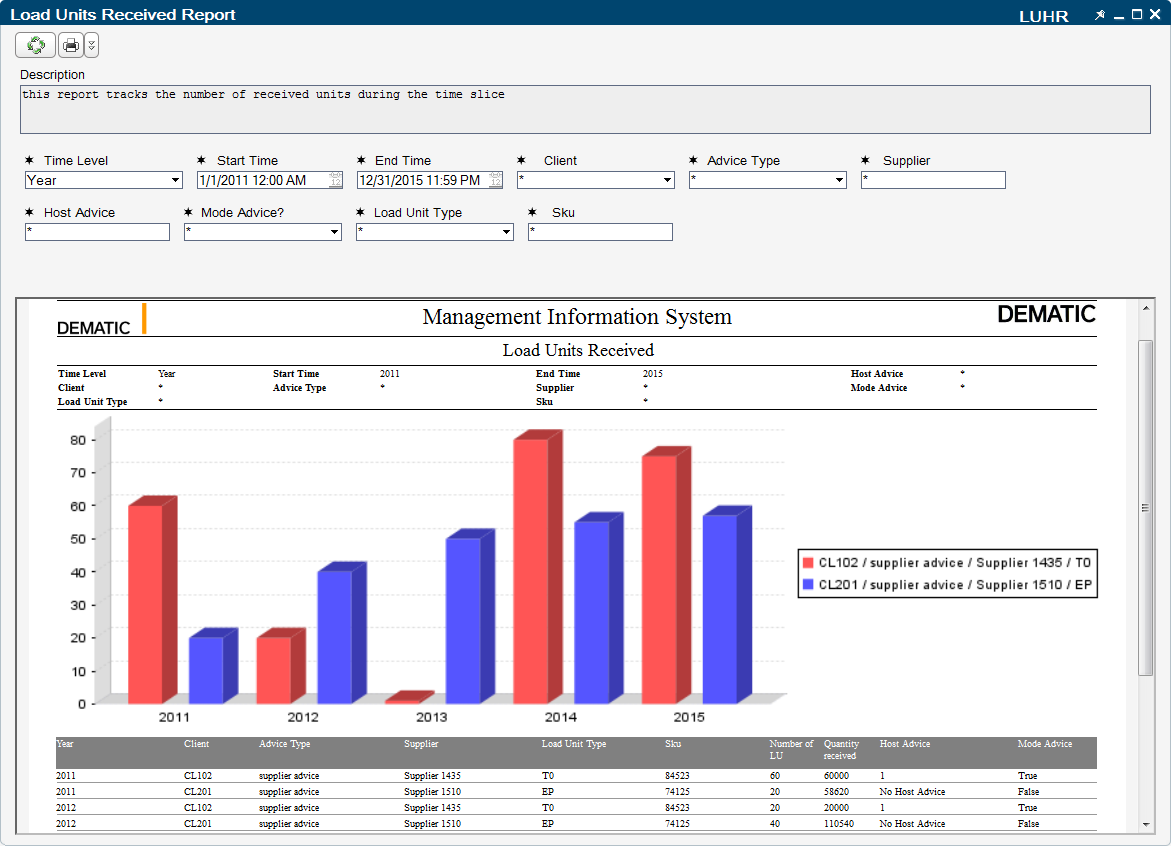 Load Units Received Report LUHR
Description
this report tracks the number of received units during the time slice
✶ Time Level ✶ Start Time ✶ End Time ✶ Client ✶ Advice Type ✶ Supplier
Year 1/1/2011 12:00 AM 12 12/31/2015 11:59 PM 12 * * *
✶ Host Advice ✶ Mode Advice? ✶ Load Unit Type ✶ Sku
* * * *
DEMATIC Management Information System DEMATIC
Load Units Received
Time Level Year Start Time 2011 End Time 2015 Host Advice *
Client * Advice Type * Supplier * Mode Advice *
Load Unit Type * Sku *
80
70
60
50
40
30
20
10
0
2011 2012 2013 2014 2015
CL102 / supplier advice / Supplier 1435 / T0
CL201 / supplier advice / Supplier 1510 / EP
Year Client Advice Type Supplier Load Unit Type Sku Number of Quantity Host Advice Mode Advice
LU received
2011 CL102 supplier advice Supplier 1435 T0 84523 60 60000 1 True
2011 CL201 supplier advice Supplier 1510 EP 74125 20 58620 No Host Advice False
2012 CL102 supplier advice Supplier 1435 T0 84523 20 20000 1 True
2012 CL201 supplier advice Supplier 1510 EP 74125 40 110540 No Host Advice False